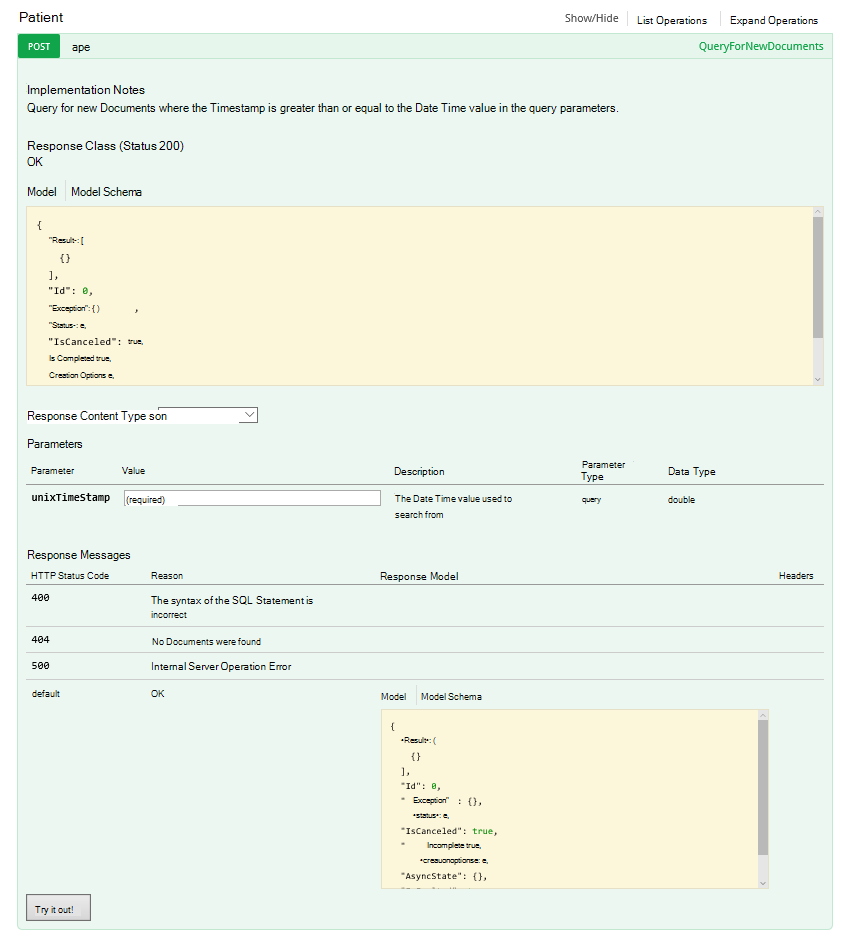 Patient
Show/Hide List Operations Expand Operations
POST ape QueryForNewDocuments
Implementation Notes
Query for new Documents where the Timestamp is greater than or equal to the Date Time value in the query parameters.
Response Class (Status 200)
OK
Model Model Schema
{
"Result-: [
{}
],
"Id": 0,
"Exception": {} ,
"Status-: e,
"IsCanceled": true,
Is Completed true,
Creation Options e,
Response Content Type son
Parameters
Parameter Value Description Parameter Type Data Type
unixTimeStamp (required) The Date Time value used to search from query double
Response Messages
HTTP Status Code Reason Response Model Headers
400 The syntax of the SQL Statement is incorrect
404 No Documents were found
500 Internal Server Operation Error
default OK Model Model Schema
{
•Result•: (
{}
],
"Id": 0,
" Exception" : {},
•status•: e,
"IsCanceled": true,
" Incomplete true,
•creauonoptionse: e,
"AsyncState": {},
Try it out!